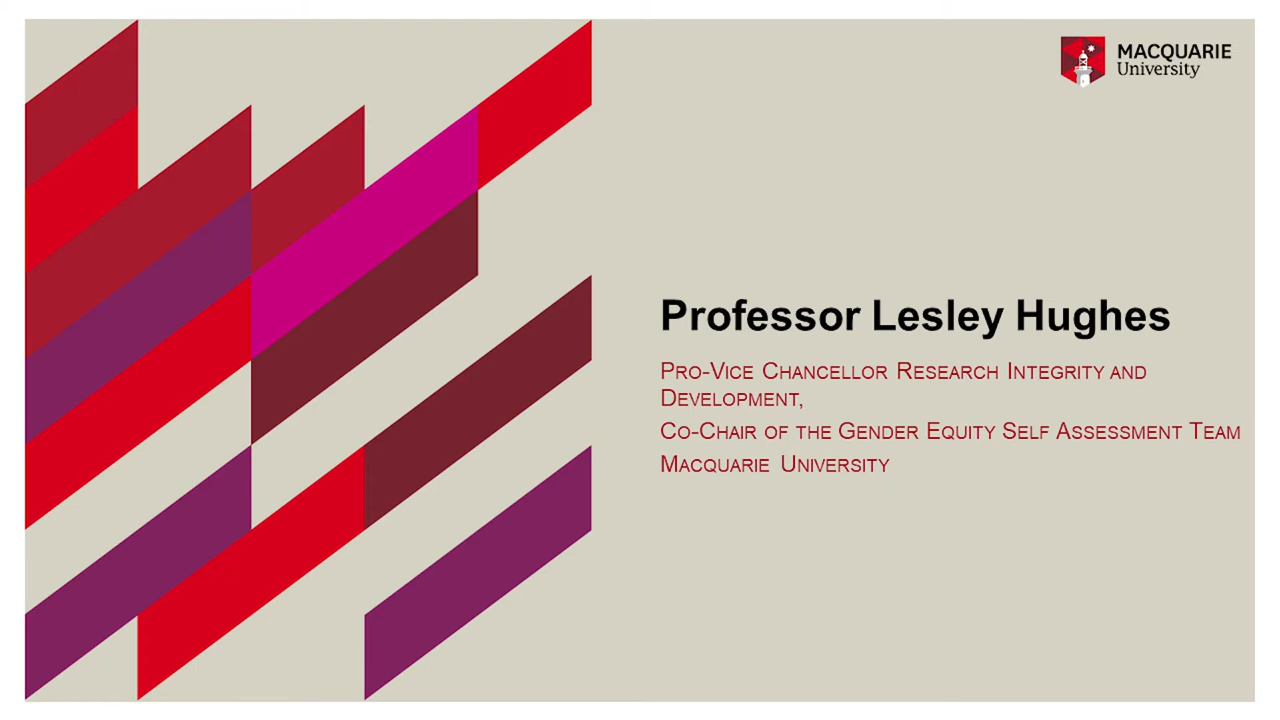 MACQUARIE
University
Professor Lesley Hughes
Pro-Vice Chancellor Research Integrity and
Development,
Co-Chair of the Gender Equity Self Assessment Team
Macquarie University